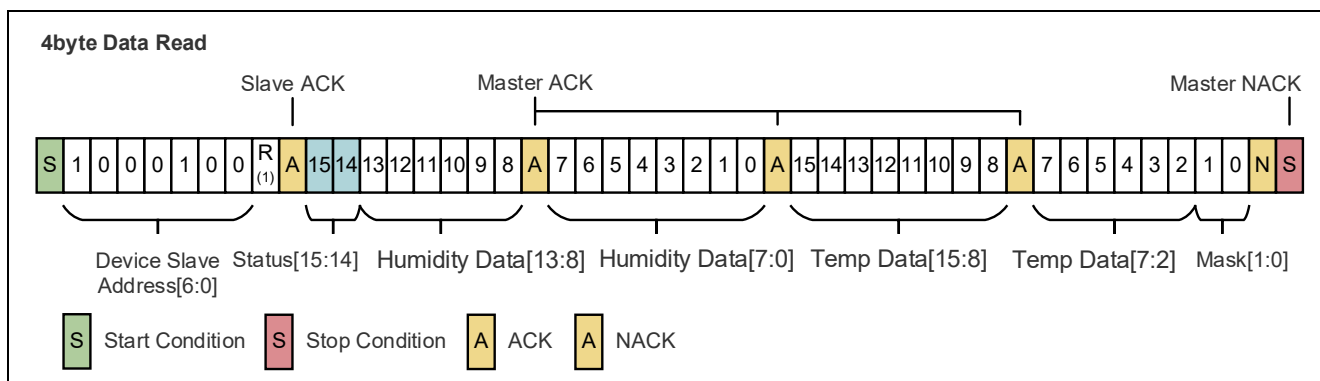 4byte Data Read
Slave ACK Master ACK Master NACK
S 1 0 0 0 1 0 0 R (1) A 15 14 13 12 11 10 9 8 A 7 6 5 4 3 2 1 0 A 15 14 13 12 11 10 9 8 A 7 6 5 4 3 2 1 0 N S
Device Slave Address[6:0] Status[15:14] Humidity Data[13:8] Humidity Data[7:0] Temp Data[15:8] Temp Data[7:2] Mask[1:0]
S Start Condition S Stop Condition A ACK A NACK